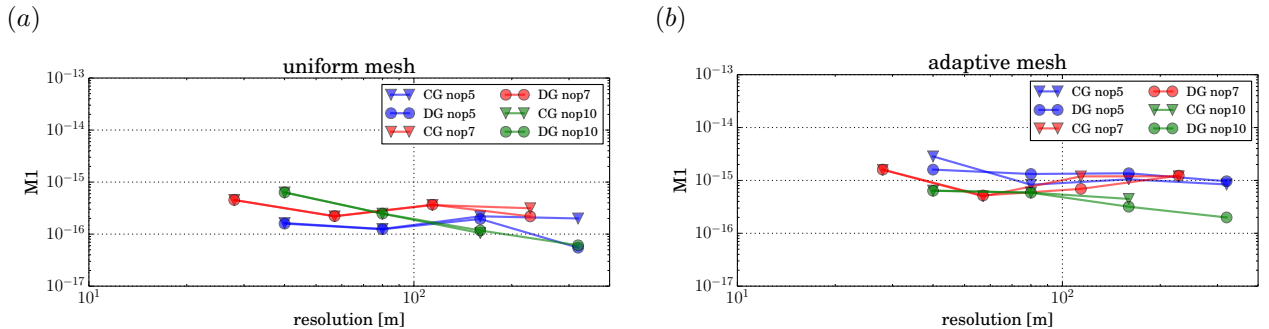 (a)
uniform mesh
10^{-13}
10^{-14}
10^{-15}
10^{-16}
10^{-17}
M1
CG nop5
DG nop5
CG nop7
DG nop7
CG nop10
DG nop10
10^1
10^2
resolution [m]
(b)
adaptive mesh
10^{-13}
10^{-14}
10^{-15}
10^{-16}
10^{-17}
M1
CG nop5
DG nop5
CG nop7
DG nop7
CG nop10
DG nop10
10^1
10^2
resolution [m]